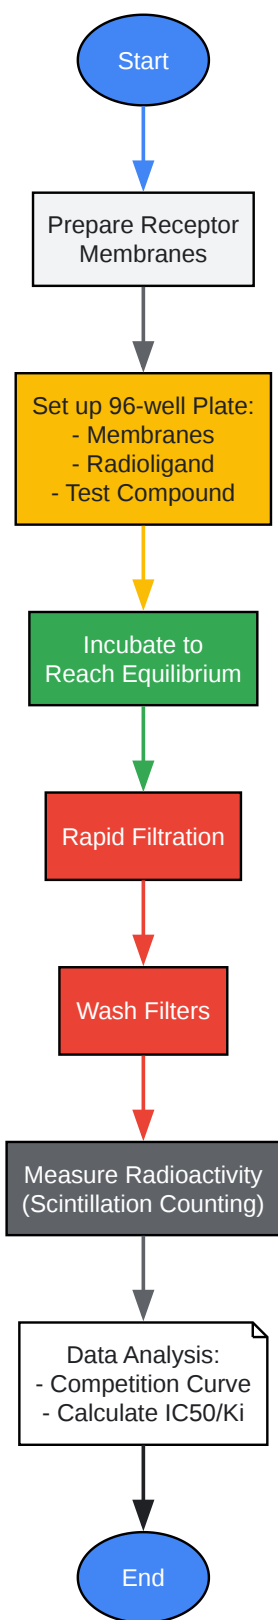 Start
Prepare Receptor
Membranes
Set up 96-well Plate:
- Membranes
- Radioligand
- Test Compound
Incubate to
Reach Equilibrium
Rapid Filtration
Wash Filters
Measure Radioactivity
(Scintillation Counting)
Data Analysis:
- Competition Curve
- Calculate IC50/Ki
End